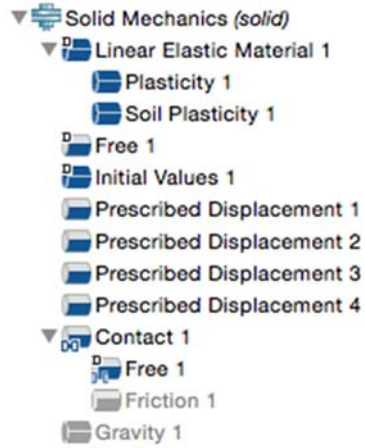 Solid Mechanics (solid)
D Linear Elastic Material 1
Plasticity 1
Soil Plasticity 1
D Free 1
D Initial Values 1
Prescribed Displacement 1
Prescribed Displacement 2
Prescribed Displacement 3
Prescribed Displacement 4
Contact 1
D Free 1
Friction 1
Gravity 1